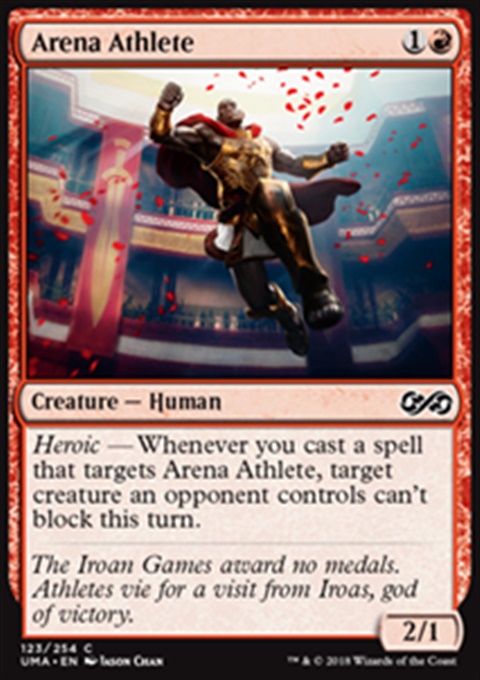 Arena Athlete 1
Creature — Human
Heroic — Whenever you cast a spell
that targets Arena Athlete, target
creature an opponent controls can't
block this turn.
The Iroan Games award no medals.
Athletes vie for a visit from Iroas, god
of victory.
2/1
123/254 C
UMA • EN Jason Chan
™ & © 2018 Wizards of the Coast